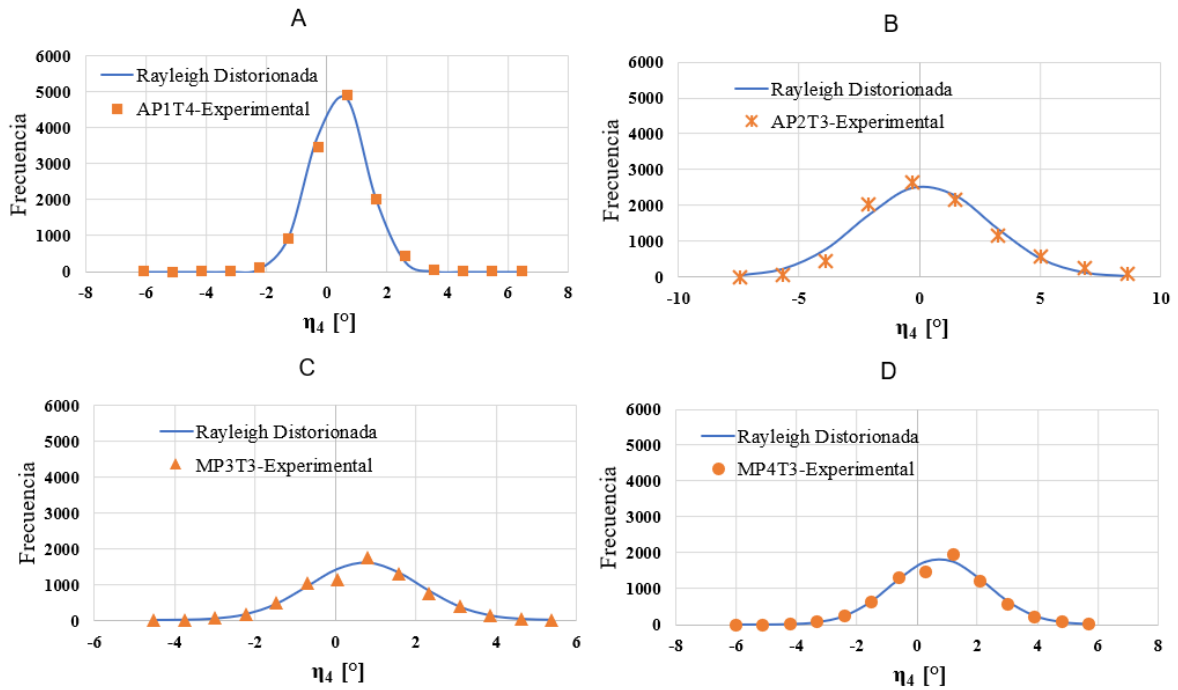 A
6000
5000
4000
3000
2000
1000
0
Frecuencia
Rayleigh Distorionada
AP1T4-Experimental
-8 -6 -4 -2 0 2 4 6 8
η4 [°]
B
6000
5000
4000
3000
2000
1000
0
Frecuencia
Rayleigh Distorionada
AP2T3-Experimental
-10 -5 0 5 10
η4 [°]
C
6000
5000
4000
3000
2000
1000
0
Frecuencia
Rayleigh Distorionada
MP3T3-Experimental
-6 -4 -2 0 2 4 6
η4 [°]
D
6000
5000
4000
3000
2000
1000
0
Frecuencia
Rayleigh Distorionada
MP4T3-Experimental
-8 -6 -4 -2 0 2 4 6 8
η4 [°]